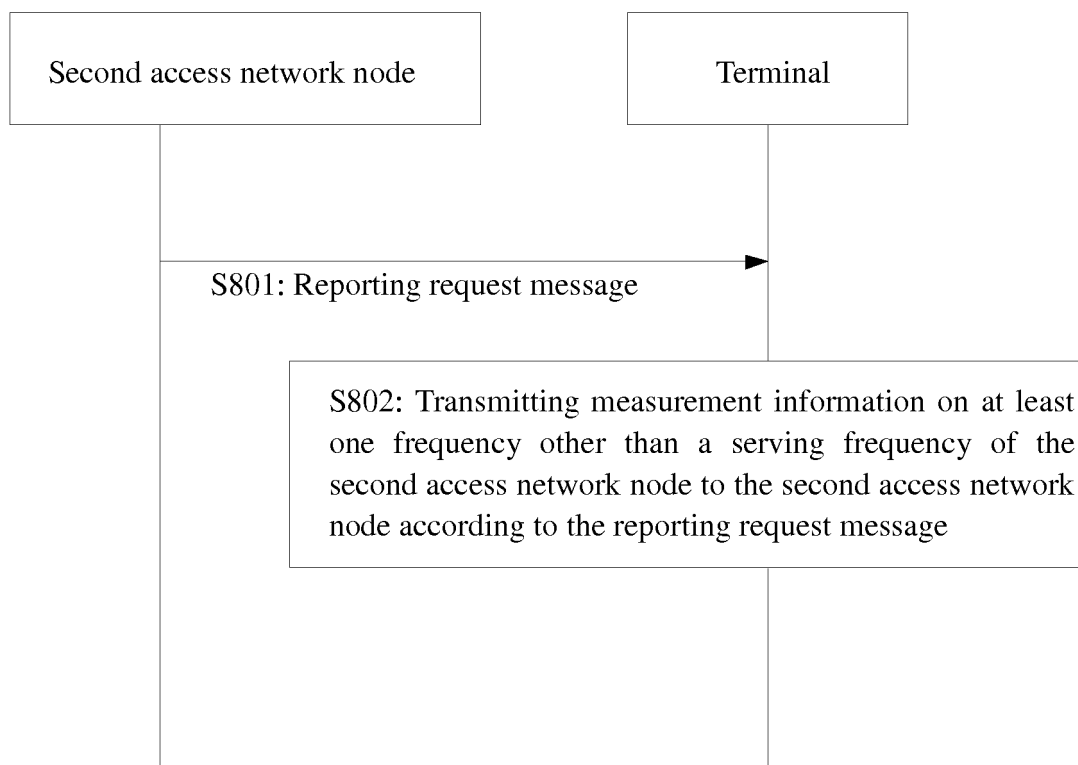 Second access network node
Terminal
S801: Reporting request message
S802: Transmitting measurement information on at least
one frequency other than a serving frequency of the
second access network node to the second access network
node according to the reporting request message